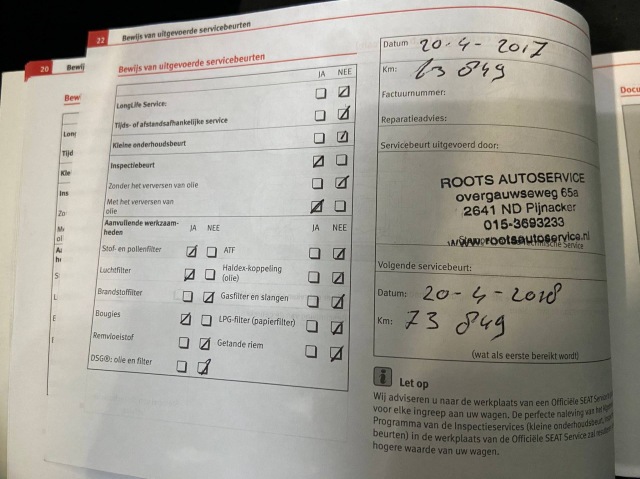 22 Bewijs van uitgevoerde servicebeurten
20 Bewij
Bewijs van uitgevoerde servicebeurten
JA NEE
LongLife Service:
Tijds- of afstandsafhankelijke service
Kleine onderhoudsbeurt
Inspectiebeurt
Zonder het verversen van olie
Met het verversen van
olie
Aanvullende werkzaam-
heden
JA NEE JA NEE
Stof- en pollenfilter ATF
Luchtfilter Haldex-koppeling
(olie)
Brandstoffilter Gasfilter en slangen
Bougies LPG-filter (papierfilter)
Remvloeistof Getande riem
DSG®: olie en filter
Datum 20-4-2017
Km: 63 849
Factuurnummer:
Reparatieadvies:
Servicebeurt uitgevoerd door:
ROOTS AUTOSERVICE
overgauwseweg 65a
2641 ND Pijnacker
015-3693233
www.rootsautoservice.nl
Volgende servicebeurt:
Datum: 20-4-2018
Km: 73 849
(wat als eerste bereikt wordt)
Let op
Wij adviseren u naar de werkplaats van een Officiële SEAT
voor elke ingreep aan uw wagen. De perfecte naleving van het
Programma van de Inspectieservices (kleine onderhoudsbeurt,
beurten) in de werkplaats van de Officiële SEAT Service zal
hogere waarde van uw wagen.
Docu